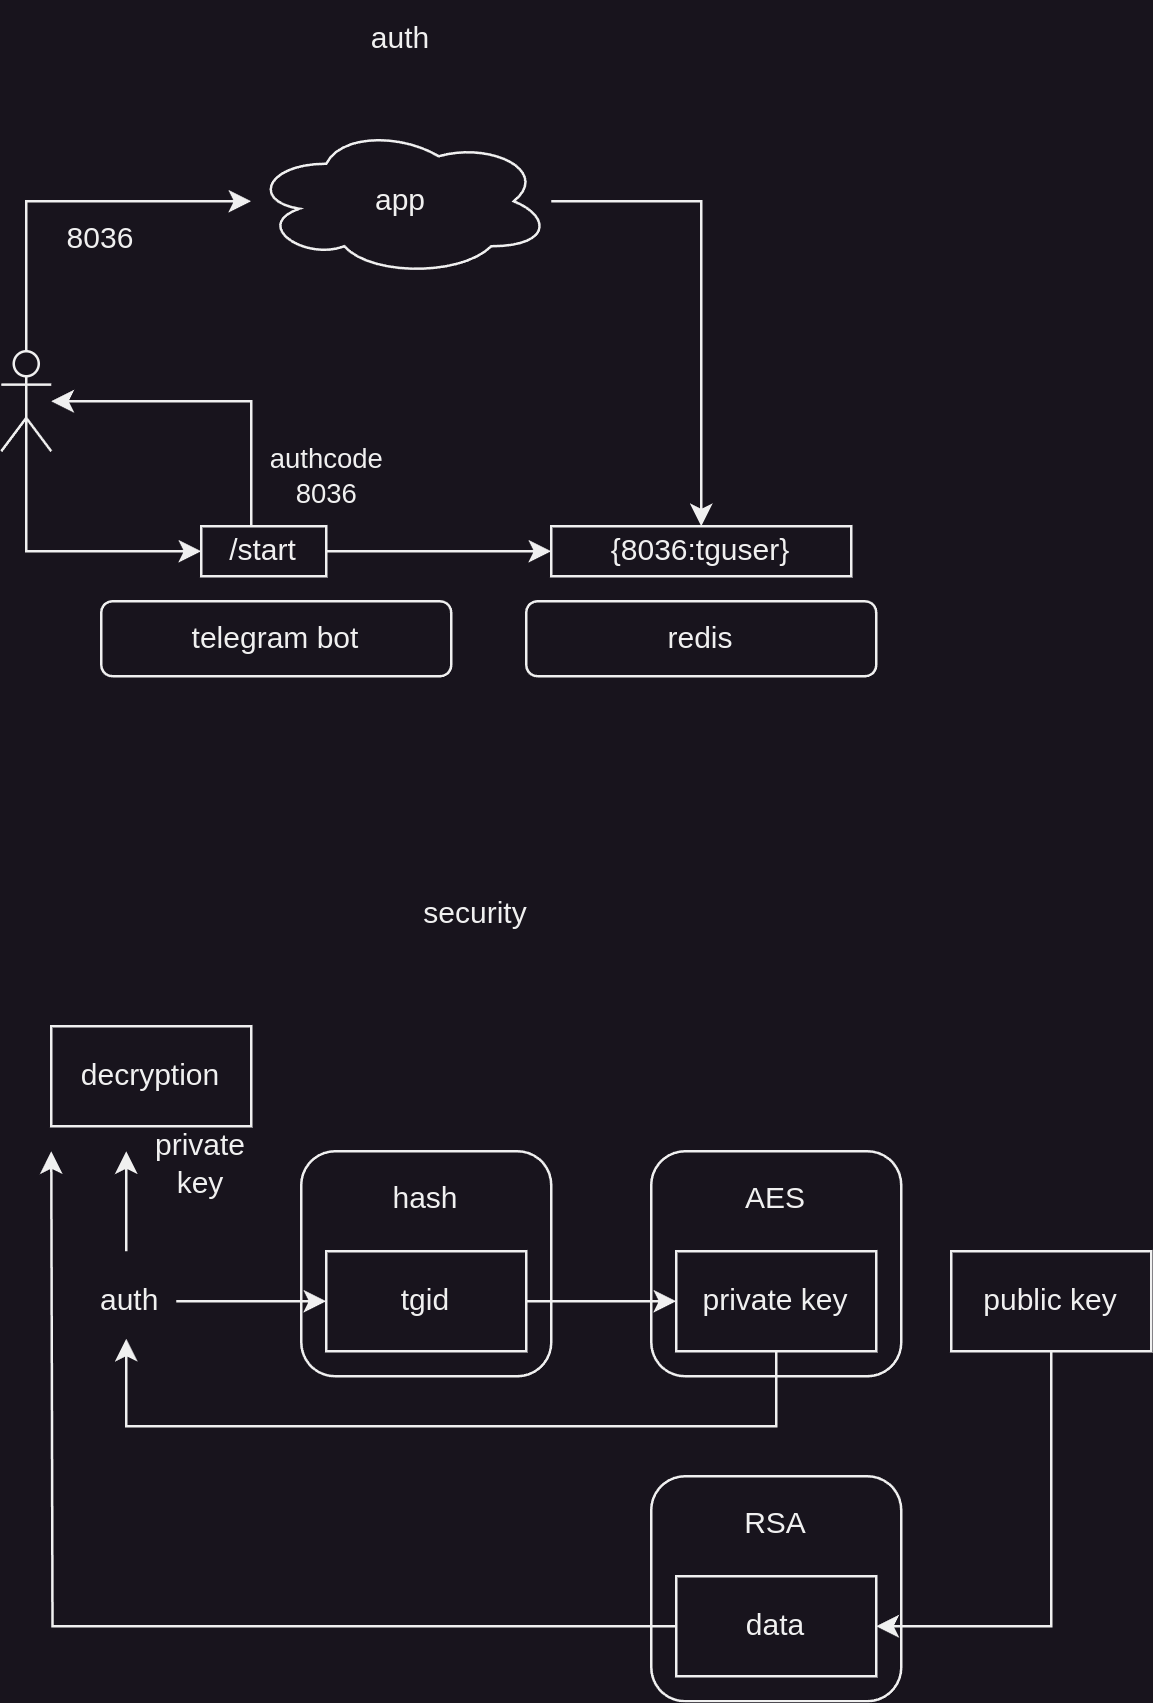 auth
app
8036
authcode
8036
/start
{8036:tguser}
telegram bot
redis
security
decryption
private
key
hash
AES
auth
tgid
private key
public key
RSA
data